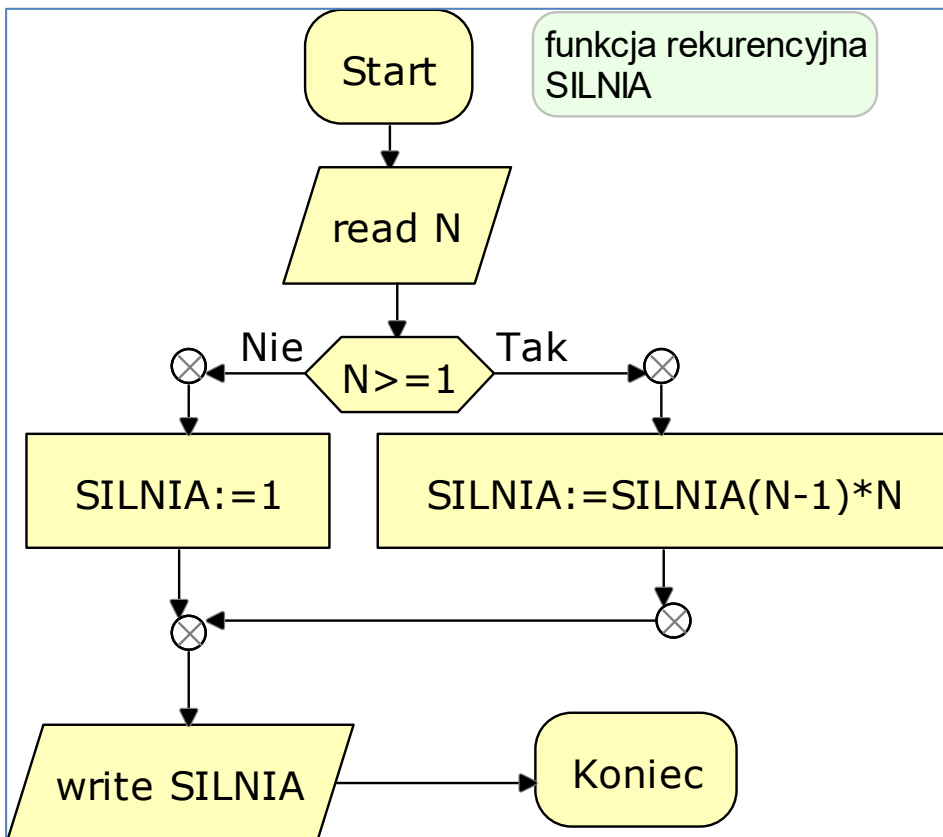 Start
funkcja rekurencyjna
SILNIA
read N
Nie
N>=1
Tak
SILNIA:=1
SILNIA:=SILNIA(N-1)*N
write SILNIA
Koniec